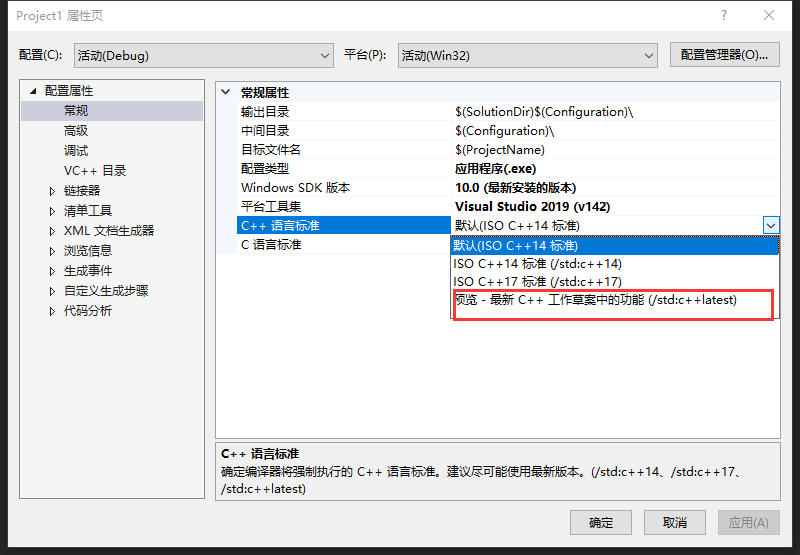 Project1 属性页
配置(C): 活动(Debug) 平台(P): 活动(Win32) 配置管理器(O)...
配置属性
常规
高级
调试
VC++ 目录
链接器
清单工具
XML 文档生成器
浏览信息
生成事件
自定义生成步骤
代码分析
常规属性
输出目录 $(SolutionDir)$(Configuration)\
中间目录 $(Configuration)\
目标文件名 $(ProjectName)
配置类型 应用程序(.exe)
Windows SDK 版本 10.0 (最新安装的版本)
平台工具集 Visual Studio 2019 (v142)
C++ 语言标准 默认(ISO C++14 标准)
C 语言标准 默认(ISO C++14 标准)
ISO C++14 标准 (/std:c++14)
ISO C++17 标准 (/std:c++17)
预览 - 最新 C++ 工作草案中的功能 (/std:c++latest)
C++ 语言标准
确定编译器将强制执行的 C++ 语言标准。建议尽可能使用最新版本。(/std:c++14、/std:c++17、
/std:c++latest)
确定 取消 应用(A)